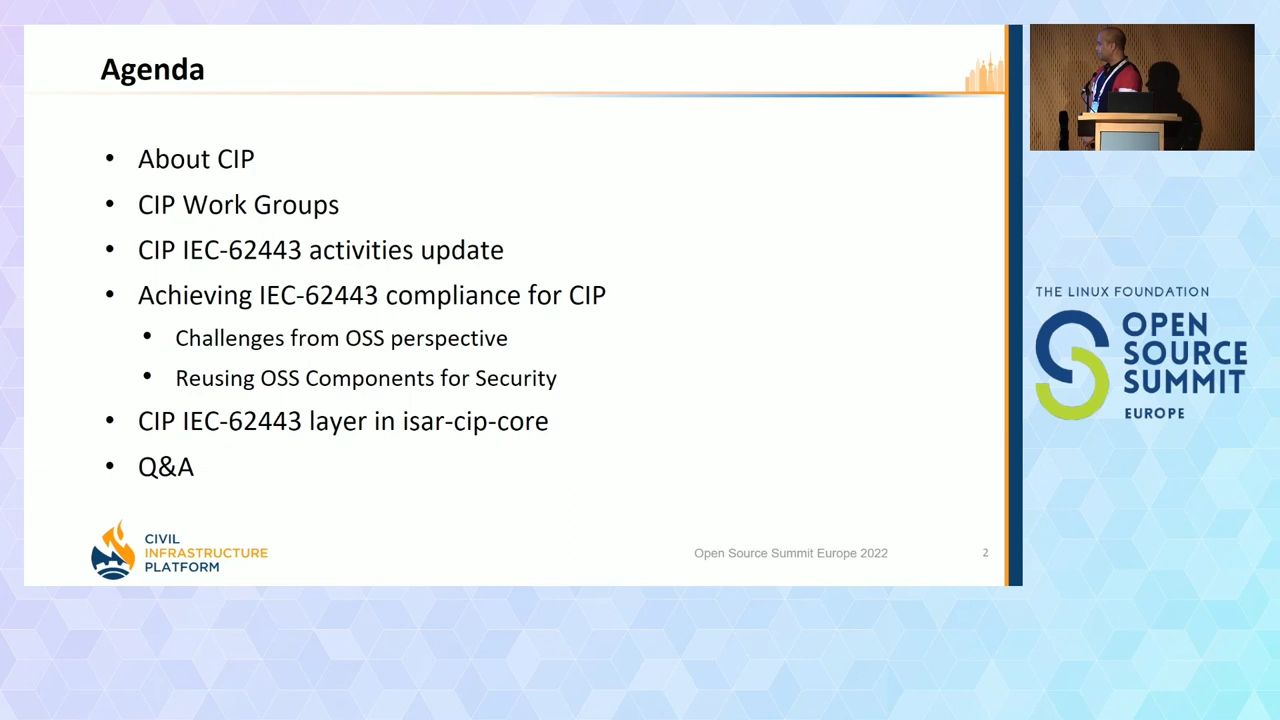 Agenda
• About CIP
• CIP Work Groups
• CIP IEC-62443 activities update
• Achieving IEC-62443 compliance for CIP
• Challenges from OSS perspective
• Reusing OSS Components for Security
• CIP IEC-62443 layer in isar-cip-core
• Q&A
CIVIL
INFRASTRUCTURE
PLATFORM
Open Source Summit Europe 2022
2
THE LINUX FOUNDATION
OPEN
SOURCE
SUMMIT
EUROPE